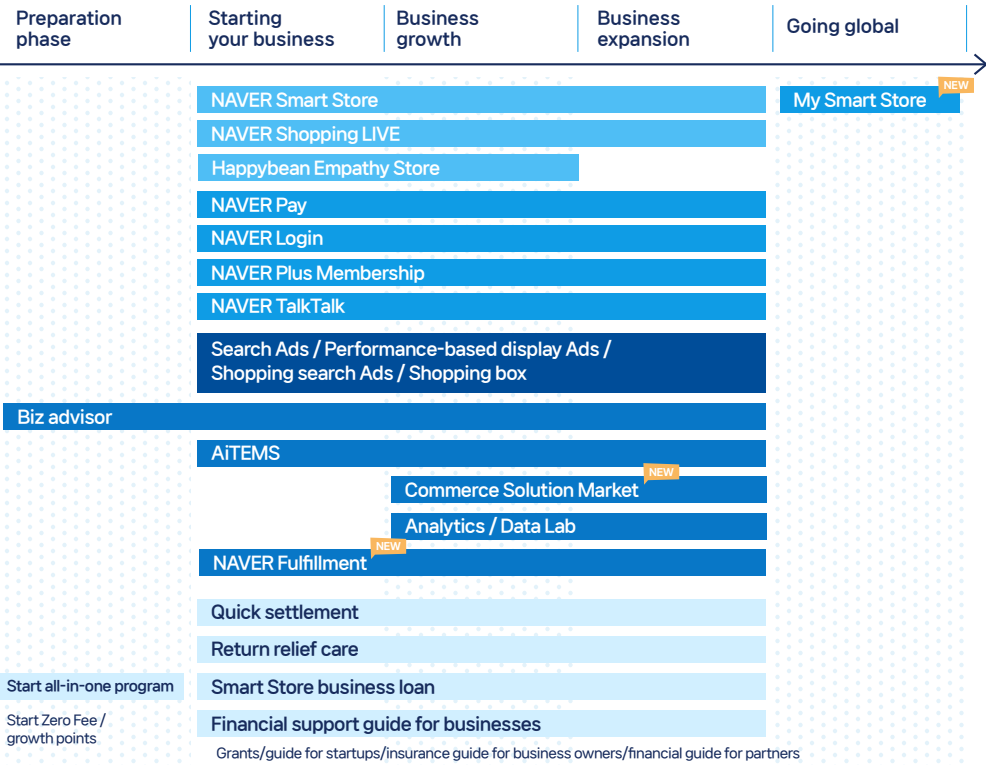 Preparation
phase
Starting
your business
Business
growth
Business
expansion
Going global
NAVER Smart Store
My Smart Store
NEW
NAVER Shopping LIVE
Happybean Empathy Store
NAVER Pay
NAVER Login
NAVER Plus Membership
NAVER TalkTalk
Search Ads / Performance-based display Ads /
Shopping search Ads / Shopping box
Biz advisor
AiTEMS
Commerce Solution Market
NEW
Analytics / Data Lab
NAVER Fulfillment
NEW
Quick settlement
Return relief care
Start all-in-one program
Smart Store business loan
Start Zero Fee /
growth points
Financial support guide for businesses
Grants/guide for startups/insurance guide for business owners/financial guide for partners